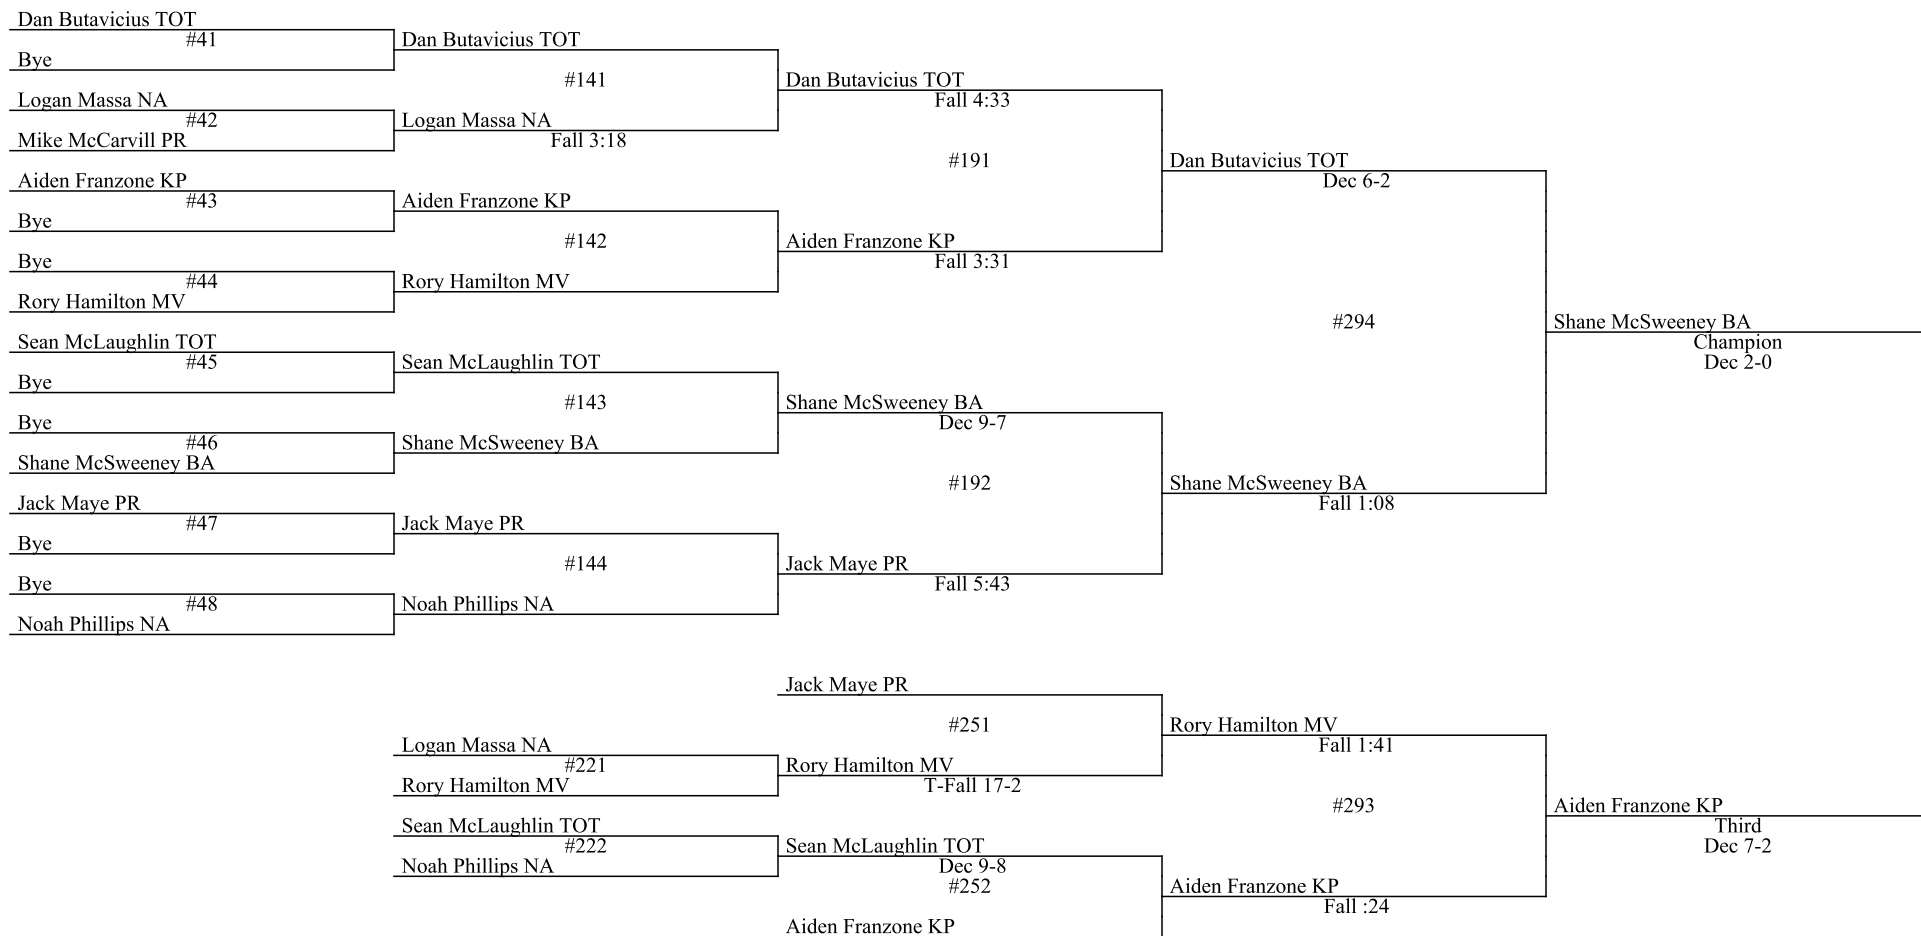 Dan Butavicius TOT
#41
Bye
Dan Butavicius TOT
#141
Logan Massa NA
#42
Mike McCarvill PR
Logan Massa NA
Fall 3:18
Dan Butavicius TOT
Fall 4:33
#191
Aiden Franzone KP
#43
Bye
Aiden Franzone KP
#142
Bye
#44
Rory Hamilton MV
Rory Hamilton MV
Aiden Franzone KP
Fall 3:31
Dan Butavicius TOT
Dec 6-2
#294
Sean McLaughlin TOT
#45
Bye
Sean McLaughlin TOT
#143
Bye
#46
Shane McSweeney BA
Shane McSweeney BA
Shane McSweeney BA
Dec 9-7
#192
Jack Maye PR
#47
Bye
Jack Maye PR
#144
Bye
#48
Noah Phillips NA
Noah Phillips NA
Jack Maye PR
Fall 5:43
Shane McSweeney BA
Fall 1:08
Shane McSweeney BA
Champion
Dec 2-0
Jack Maye PR
#251
Logan Massa NA
#221
Rory Hamilton MV
Rory Hamilton MV
T-Fall 17-2
Rory Hamilton MV
Fall 1:41
#293
Sean McLaughlin TOT
#222
Noah Phillips NA
Sean McLaughlin TOT
Dec 9-8
#252
Aiden Franzone KP
Aiden Franzone KP
Fall :24
Aiden Franzone KP
Third
Dec 7-2